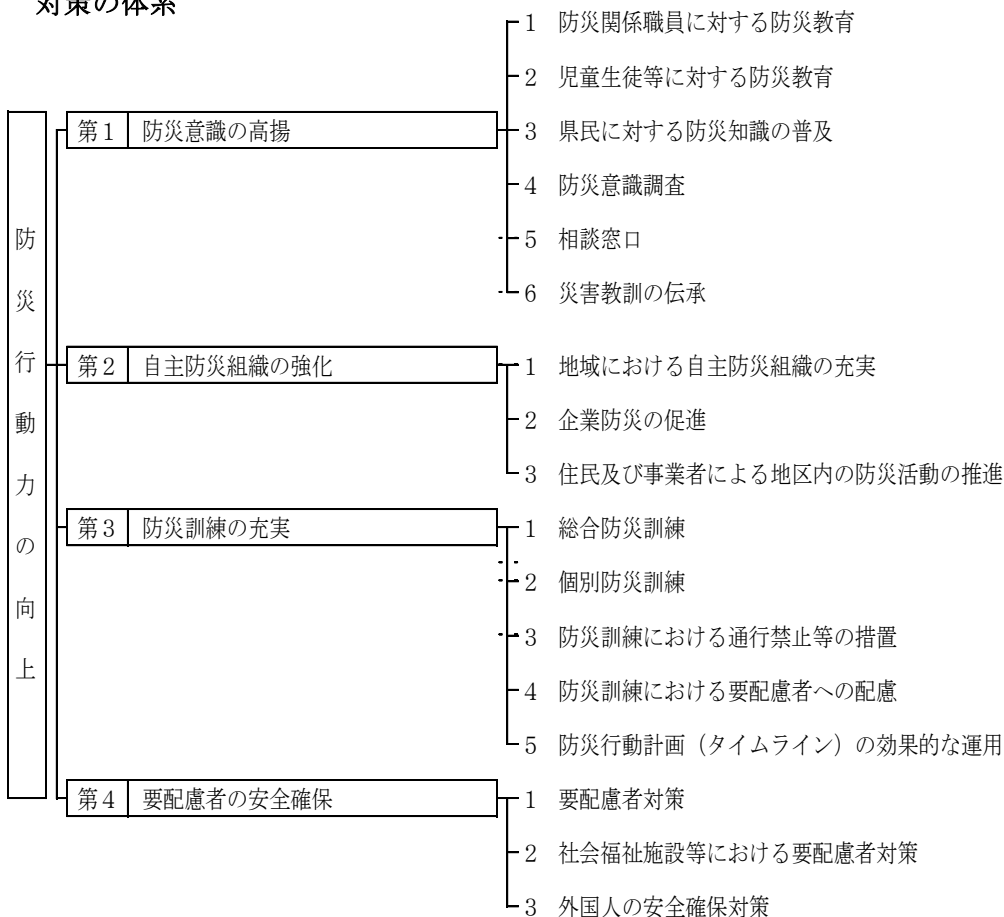 対策の体系
防災行動力の向上
第1 防災意識の高揚
1 防災関係職員に対する防災教育
2 児童生徒等に対する防災教育
3 県民に対する防災知識の普及
4 防災意識調査
5 相談窓口
6 災害教訓の伝承
第2 自主防災組織の強化
1 地域における自主防災組織の充実
2 企業防災の促進
3 住民及び事業者による地区内の防災活動の推進
第3 防災訓練の充実
1 総合防災訓練
2 個別防災訓練
3 防災訓練における通行禁止等の措置
4 防災訓練における要配慮者への配慮
5 防災行動計画（タイムライン）の効果的な運用
第4 要配慮者の安全確保
1 要配慮者対策
2 社会福祉施設等における要配慮者対策
3 外国人の安全確保対策